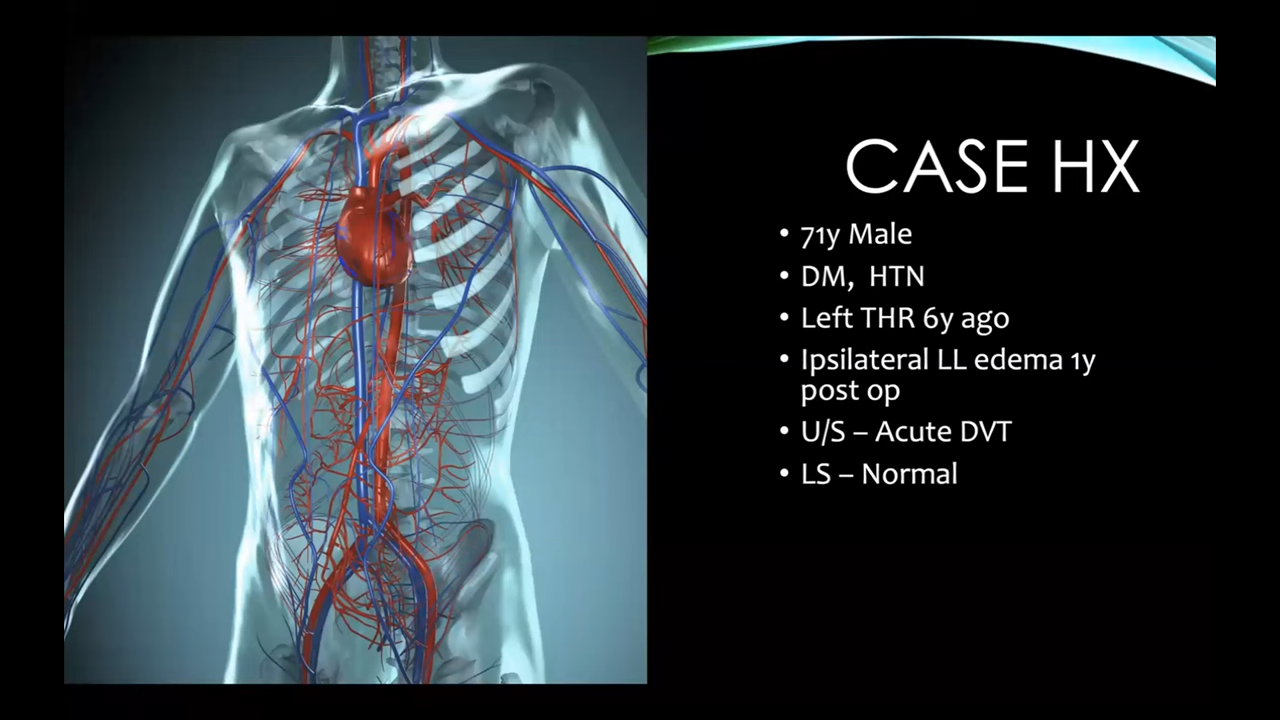 CASE HX
• 71y Male
• DM, HTN
• Left THR 6y ago
• Ipsilateral LL edema 1y
post op
• U/S – Acute DVT
• LS – Normal